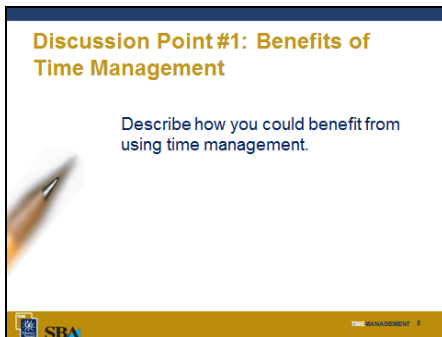 Discussion Point #1: Benefits of
Time Management
Describe how you could benefit from
using time management.
SBA
TIME MANAGEMENT 8